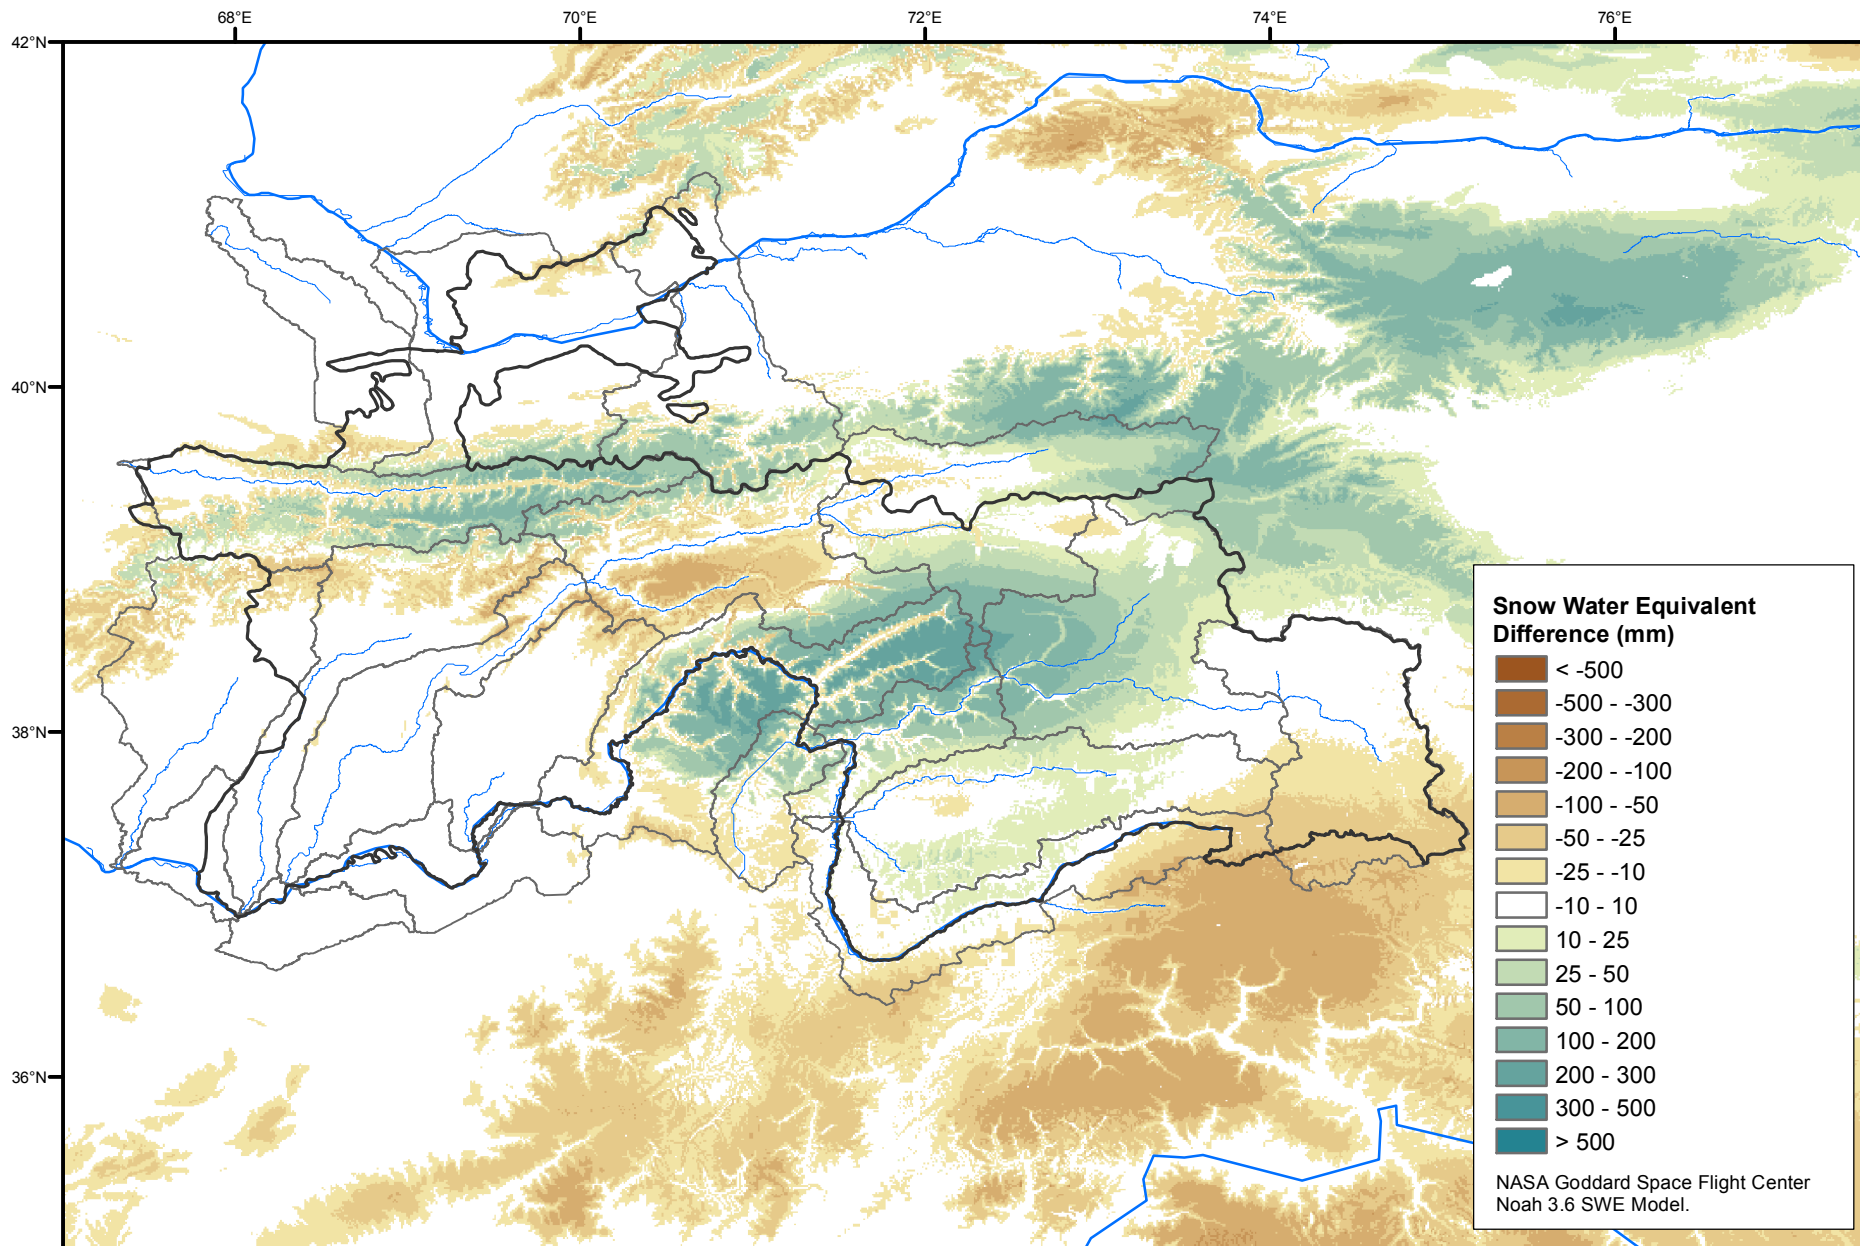 68°E
70°E
72°E
74°E
76°E
42°N
40°N
38°N
36°N
Snow Water Equivalent
Difference (mm)
< -500
-500 - -300
-300 - -200
-200 - -100
-100 - -50
-50 - -25
-25 - -10
-10 - 10
10 - 25
25 - 50
50 - 100
100 - 200
200 - 300
300 - 500
> 500
NASA Goddard Space Flight Center
Noah 3.6 SWE Model.